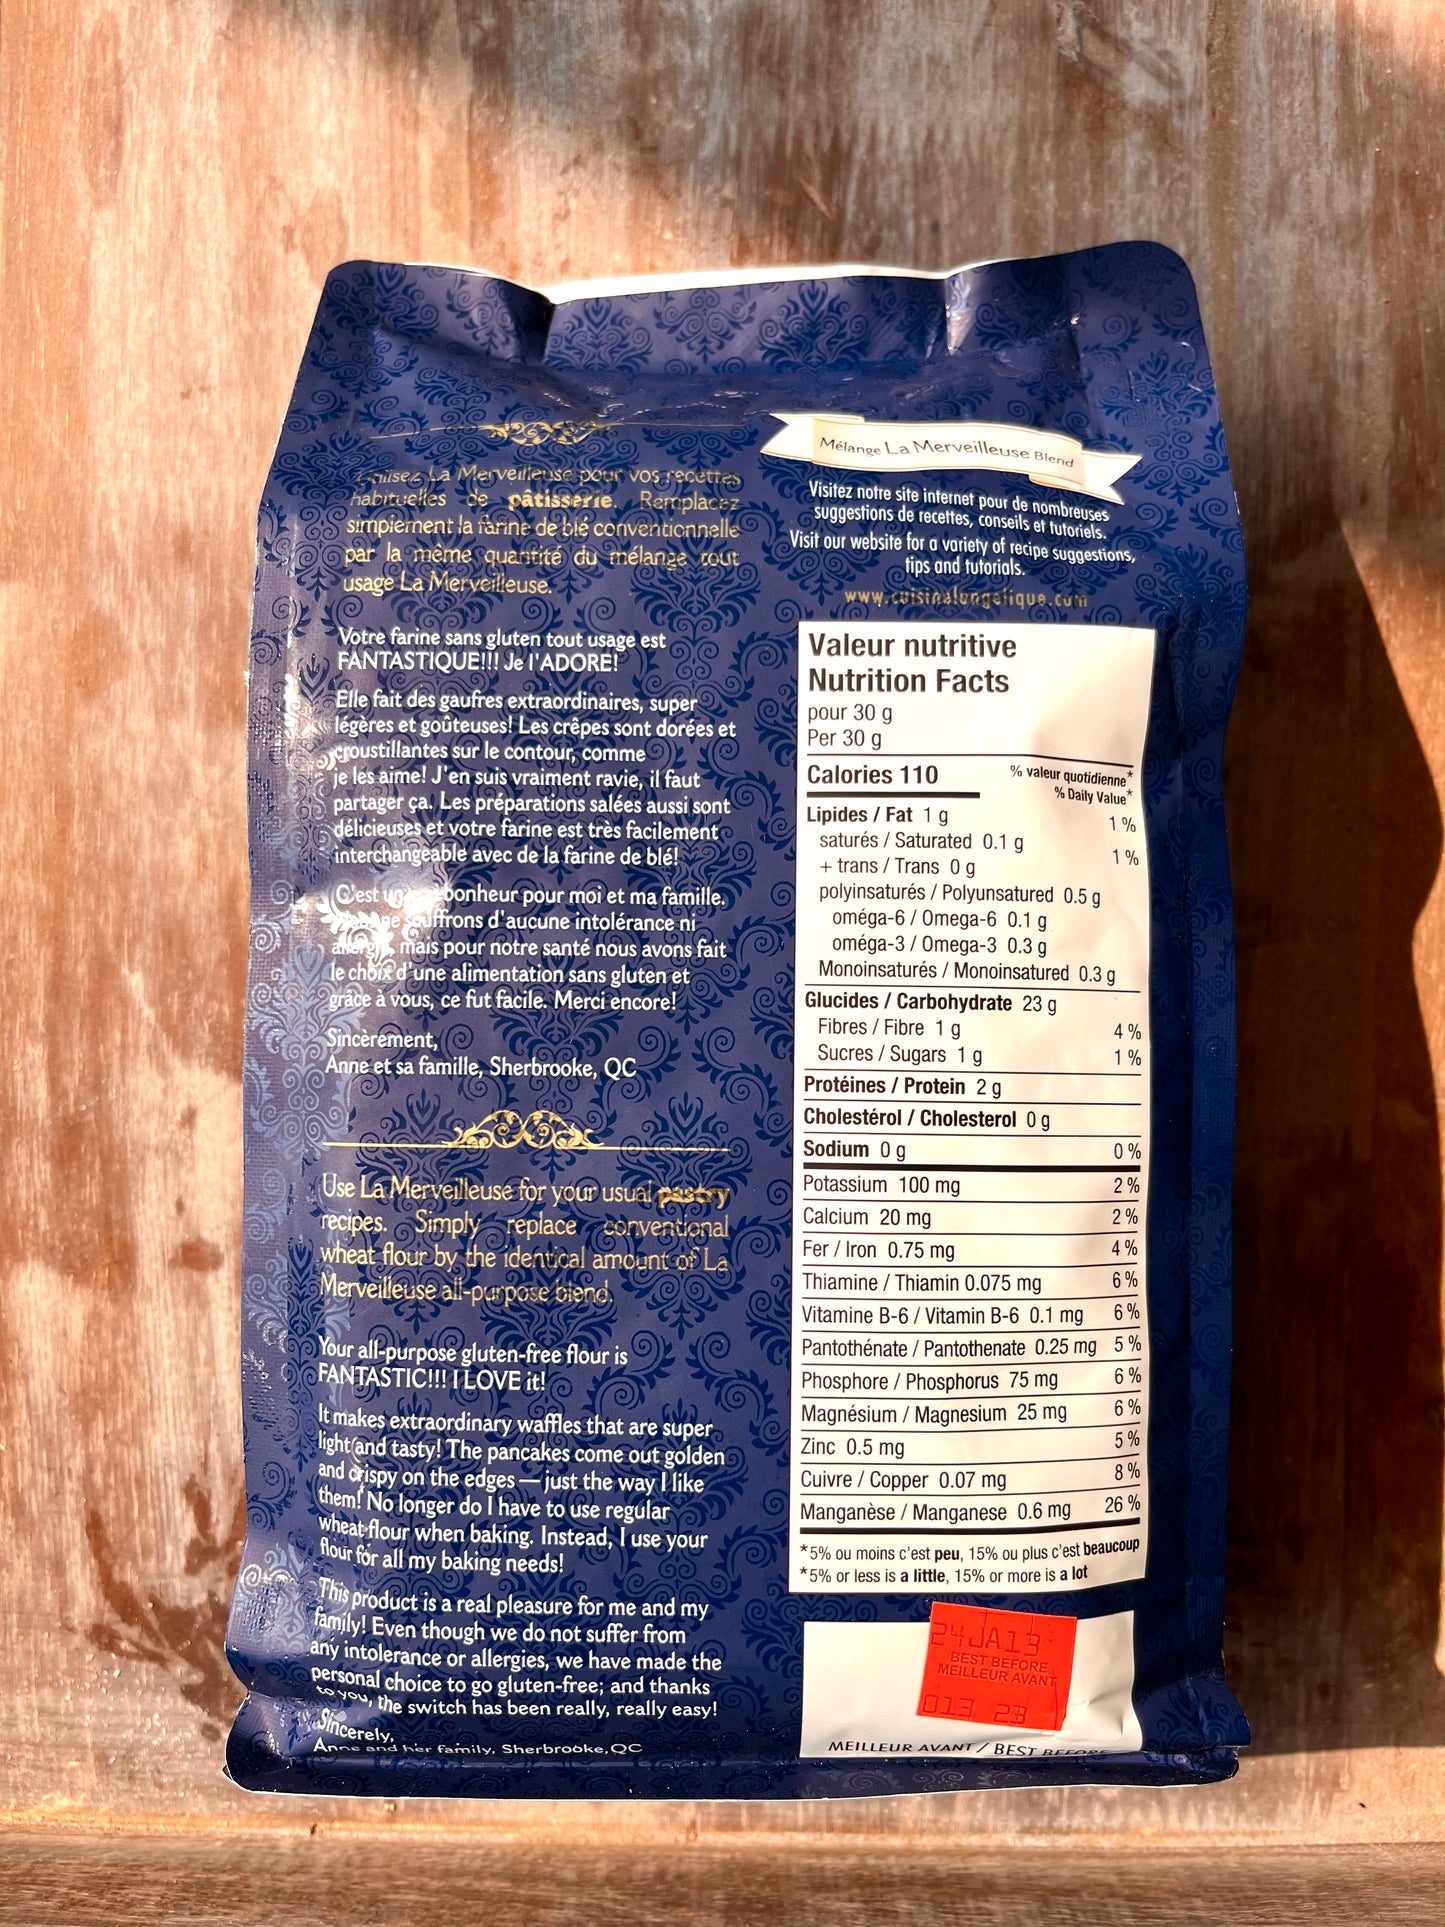 Utilisez La Merveilleuse pour vos recettes
habituelles de pâtisserie. Remplacez
simplement la farine de blé conventionnelle
par la même quantité du mélange tout
usage La Merveilleuse.
Votre farine sans gluten tout usage est
FANTASTIQUE!!! Je l'ADORE!
Elle fait des gaufres extraordinaires, super
légères et goûteuses! Les crêpes sont dorées et
croustillantes sur le contour, comme
je les aime! J'en suis vraiment ravie, il faut
partager ça. Les préparations salées aussi sont
délicieuses et votre farine est très facilement
interchangeable avec de la farine de blé!
C'est un bonheur pour moi et ma famille.
ne souffrons d'aucune intolérance ni
allergie, mais pour notre santé nous avons fait
le choix d'une alimentation sans gluten et
grâce à vous, ce fut facile. Merci encore!
Sincèrement,
Anne et sa famille, Sherbrooke, QC
Use La Merveilleuse for your usual pastry
recipes. Simply replace conventional
wheat flour by the identical amount of La
Merveilleuse all-purpose blend.
Your all-purpose gluten-free flour is
FANTASTIC!!! I LOVE it!
It makes extraordinary waffles that are super
light and tasty! The pancakes come out golden
and crispy on the edges — just the way I like
them! No longer do I have to use regular
wheat flour when baking. Instead, I use your
flour for all my baking needs!
This product is a real pleasure for me and my
family! Even though we do not suffer from
any intolerance or allergies, we have made the
personal choice to go gluten-free; and thanks
to you, the switch has been really, really easy!
Sincerely,
Anne and her family, Sherbrooke, QC
Mélange La Merveilleuse Blend
Visitez notre site internet pour de nombreuses
suggestions de recettes, conseils et tutoriels.
Visit our website for a variety of recipe suggestions,
tips and tutorials.
www.cuisinelangelique.com
Valeur nutritive
Nutrition Facts
pour 30 g
Per 30 g
Calories 110 % valeur quotidienne*
% Daily Value*
Lipides / Fat 1 g 1 %
saturés / Saturated 0.1 g
+ trans / Trans 0 g 1 %
polyinsaturés / Polyunsatured 0.5 g
oméga-6 / Omega-6 0.1 g
oméga-3 / Omega-3 0.3 g
Monoinsaturés / Monoinsatured 0.3 g
Glucides / Carbohydrate 23 g
Fibres / Fibre 1 g 4 %
Sucres / Sugars 1 g 1 %
Protéines / Protein 2 g
Cholestérol / Cholesterol 0 g
Sodium 0 g 0 %
Potassium 100 mg 2 %
Calcium 20 mg 2 %
Fer / Iron 0.75 mg 4 %
Thiamine / Thiamin 0.075 mg 6 %
Vitamine B-6 / Vitamin B-6 0.1 mg 6 %
Pantothénate / Pantothenate 0.25 mg 5 %
Phosphore / Phosphorus 75 mg 6 %
Magnésium / Magnesium 25 mg 6 %
Zinc 0.5 mg 5 %
Cuivre / Copper 0.07 mg 8 %
Manganèse / Manganese 0.6 mg 26 %
*5% ou moins c'est peu, 15% ou plus c'est beaucoup
*5% or less is a little, 15% or more is a lot
24JA13
BEST BEFORE
MEILLEUR AVANT
013 23
MEILLEUR AVANT / BEST BEFORE